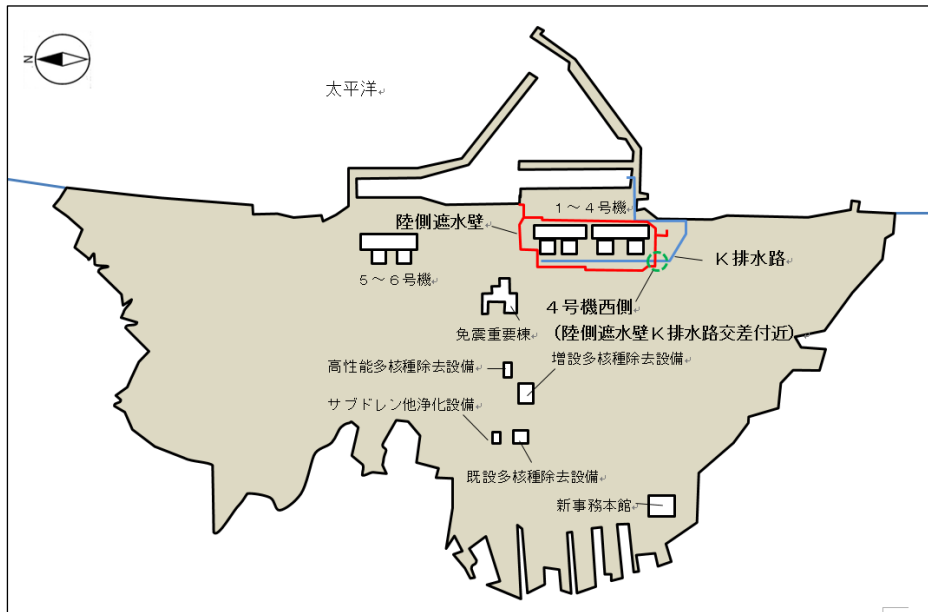 N
太平洋
１～４号機
陸側遮水壁
Ｋ排水路
５～６号機
４号機西側
（陸側遮水壁Ｋ排水路交差付近）
免震重要棟
増設多核種除去設備
高性能多核種除去設備
サブドレン他浄化設備
既設多核種除去設備
新事務本館